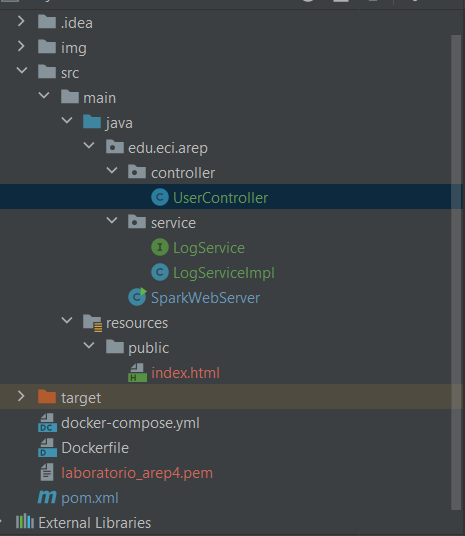 .idea
img
src
main
java
edu.eci.arep
controller
UserController
service
LogService
LogServiceImpl
SparkWebServer
resources
public
index.html
target
docker-compose.yml
Dockerfile
laboratorio_arep4.pem
pom.xml
External Libraries